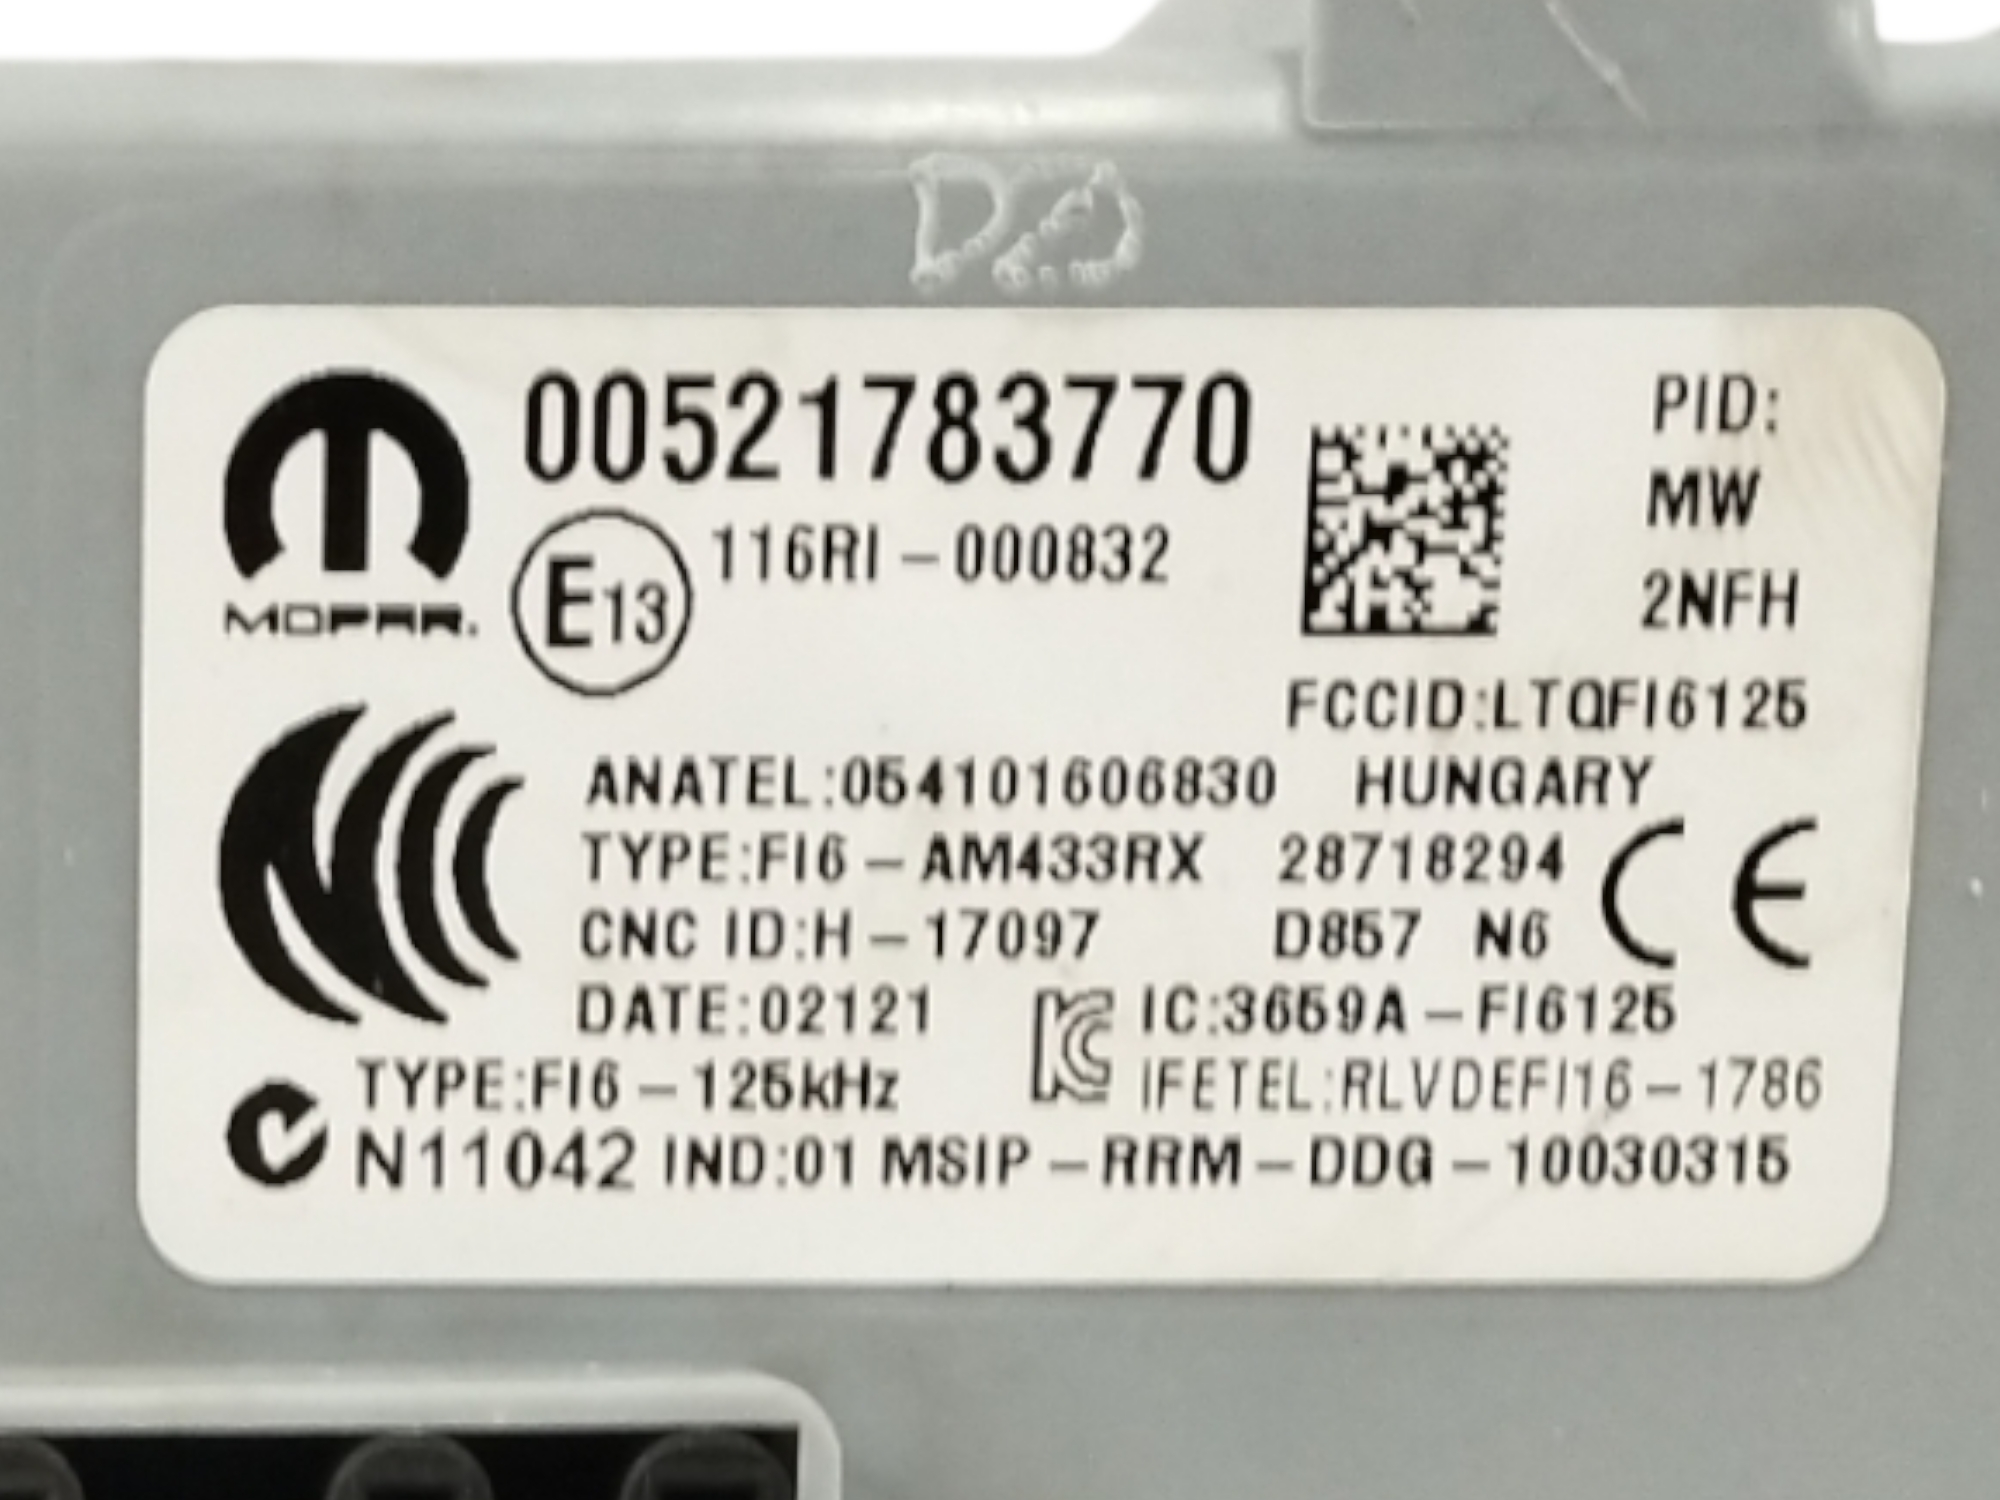 00521783770
PID:
MW
2NFH
MOPAR.
E13
116RI-000832
FCCID:LTQFI6125
ANATEL:054101606830 HUNGARY
TYPE:FI6-AM433RX 28718294
CNC ID:H-17097 D857 N6 CE
DATE:02121 IC:3659A-FI6125
TYPE:FI6-125kHz IFETEL:RLVDEFI16-1786
N11042 IND:01 MSIP-RRM-DDG-10030315